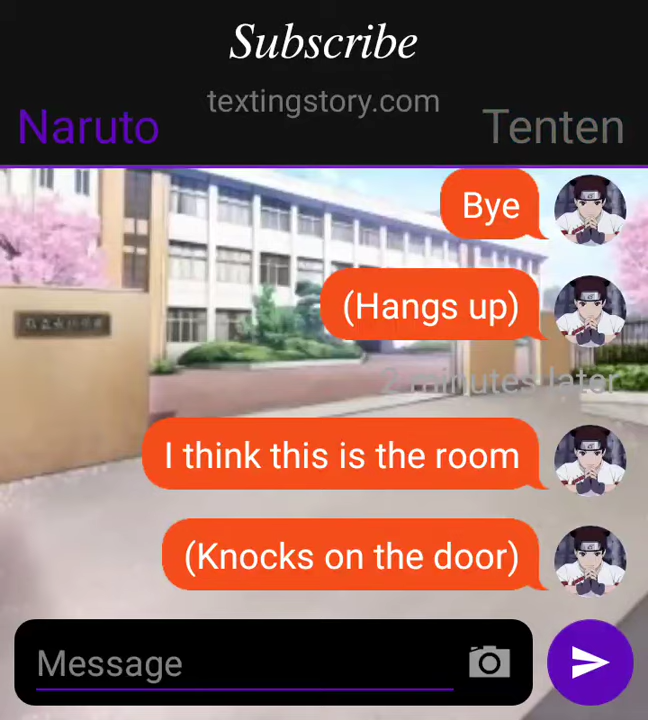 Subscribe
textingstory.com
Naruto
Tenten
Bye
(Hangs up)
2 minutes later
I think this is the room
(Knocks on the door)
Message